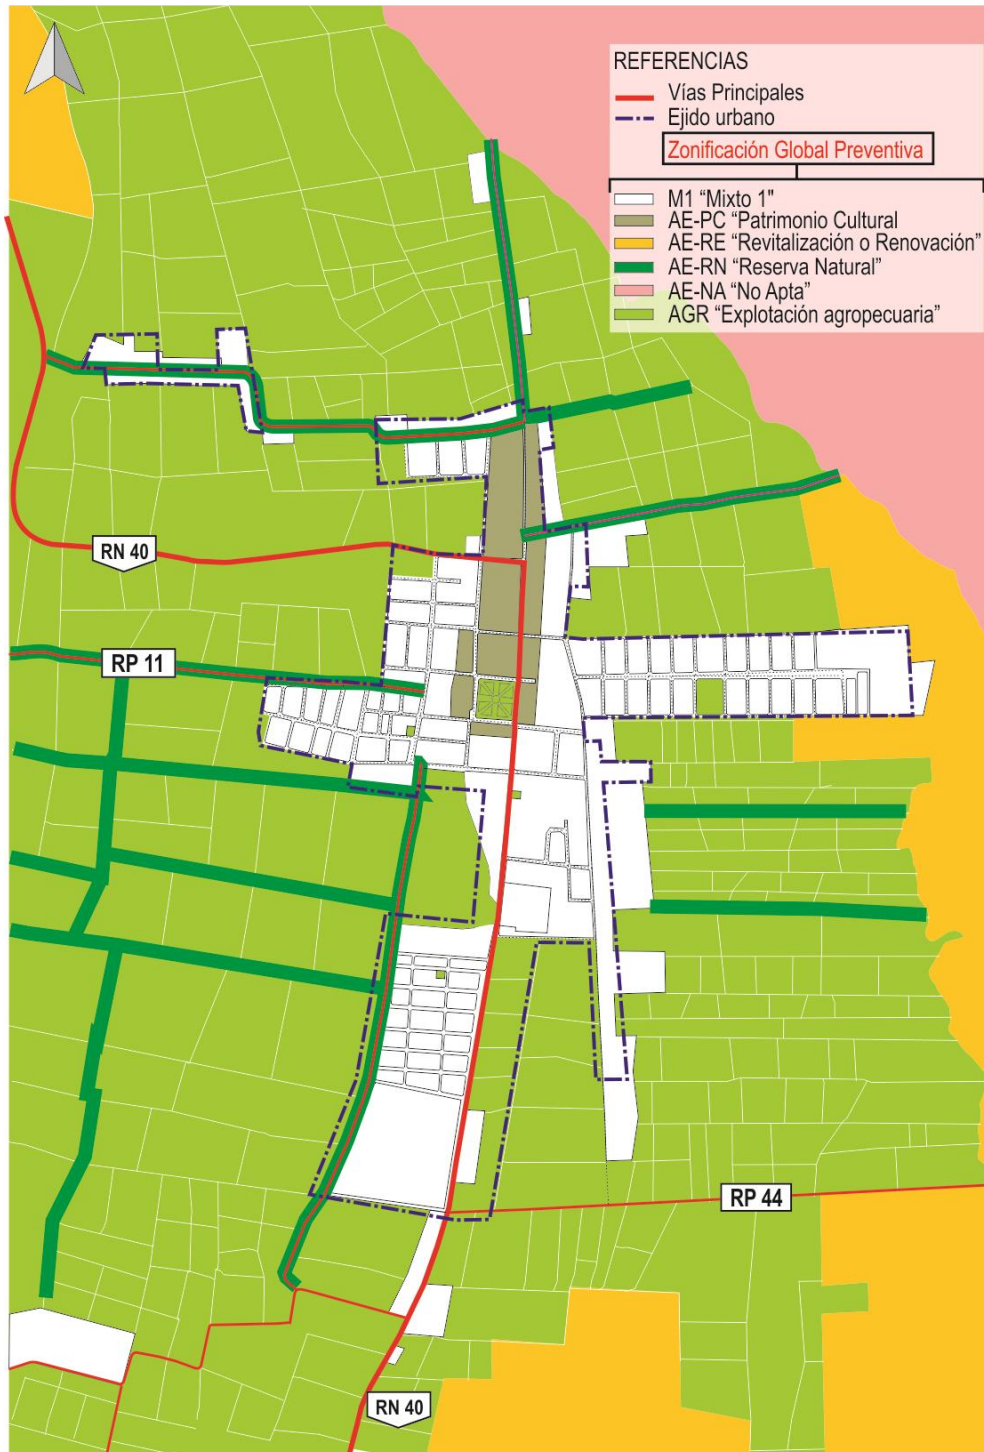 REFERENCIAS
Vías Principales
Ejido urbano
Zonificación Global Preventiva
M1 “Mixto 1"
AE-PC “Patrimonio Cultural
AE-RE “Revitalización o Renovación”
AE-RN “Reserva Natural”
AE-NA “No Apta”
AGR “Explotación agropecuaria”
RN 40
RP 11
RP 44
RN 40